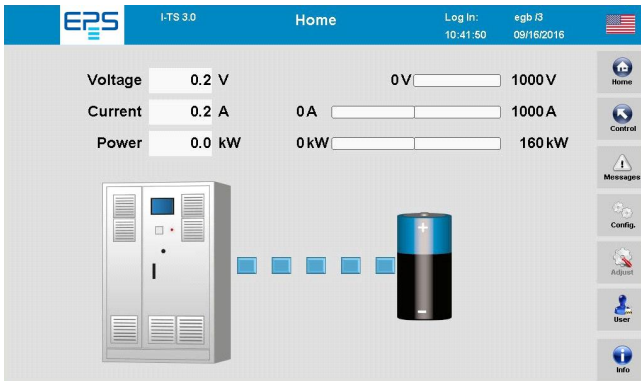 EPS
I-TS 3.0
Home
Log In: egb /3
10:41:50 09/16/2016
Voltage 0.2 V 0 V 1000 V
Current 0.2 A 0 A 1000 A
Power 0.0 kW 0 kW 160 kW
Home
Control
Messages
Config.
Adjust
User
Info
+
-